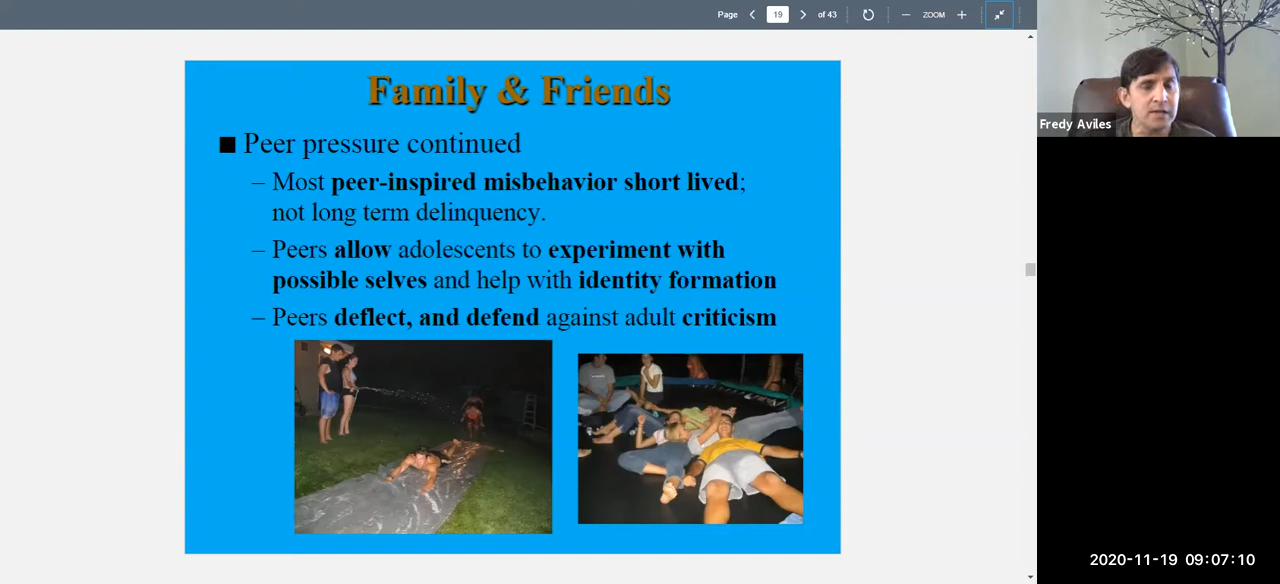 Page 19 of 43 ZOOM
Family & Friends
Peer pressure continued
– Most peer-inspired misbehavior short lived;
not long term delinquency.
– Peers allow adolescents to experiment with
possible selves and help with identity formation
– Peers deflect, and defend against adult criticism
Fredy Aviles
2020-11-19 09:07:10